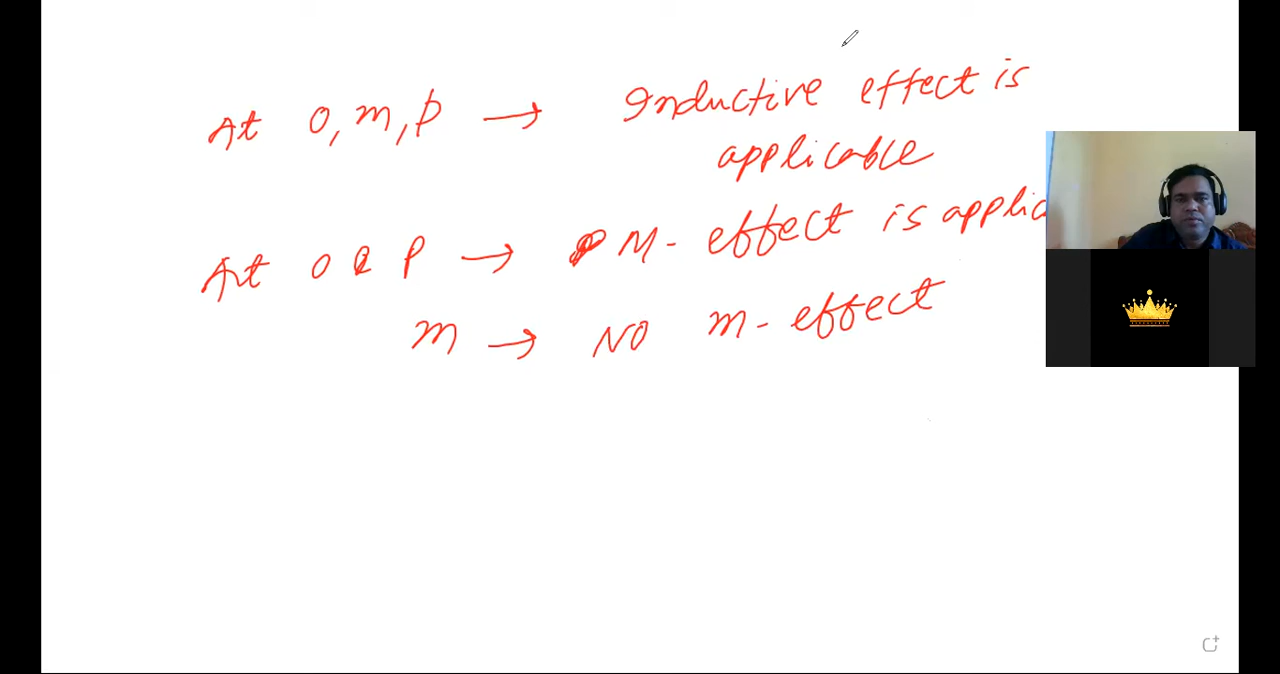 At o, m, p → Inductive effect is
applicable
At o & p → M- effect is applic
m → NO m- effect